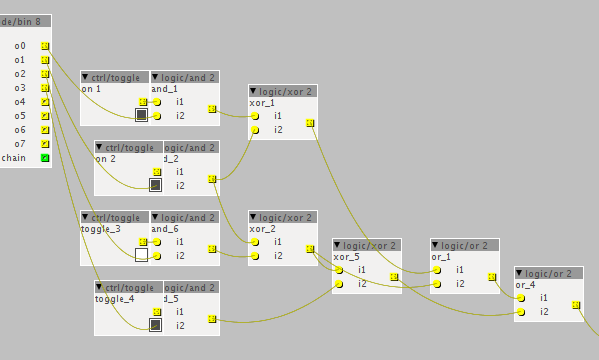 de/bin 8
o0
o1
o2
o3
o4
o5
o6
o7
chain
ctrl/toggle
on 1
logic/and 2
and_1
i1
i2
logic/xor 2
xor_1
i1
i2
ctrl/toggle
on 2
logic/and 2
d_2
i1
i2
ctrl/toggle
toggle_3
logic/and 2
and_6
i1
i2
logic/xor 2
xor_2
i1
i2
logic/xor 2
xor_5
i1
i2
logic/or 2
or_1
i1
i2
logic/or 2
or_4
i1
i2
ctrl/toggle
toggle_4
logic/and 2
d_5
i1
i2